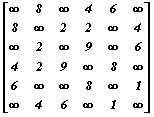 ∞ 8 ∞ 4 6 ∞
8 ∞ 2 2 ∞ 4
∞ 2 ∞ 9 ∞ 6
4 2 9 ∞ 8 ∞
6 ∞ ∞ 8 ∞ 1
∞ 4 6 ∞ 1 ∞